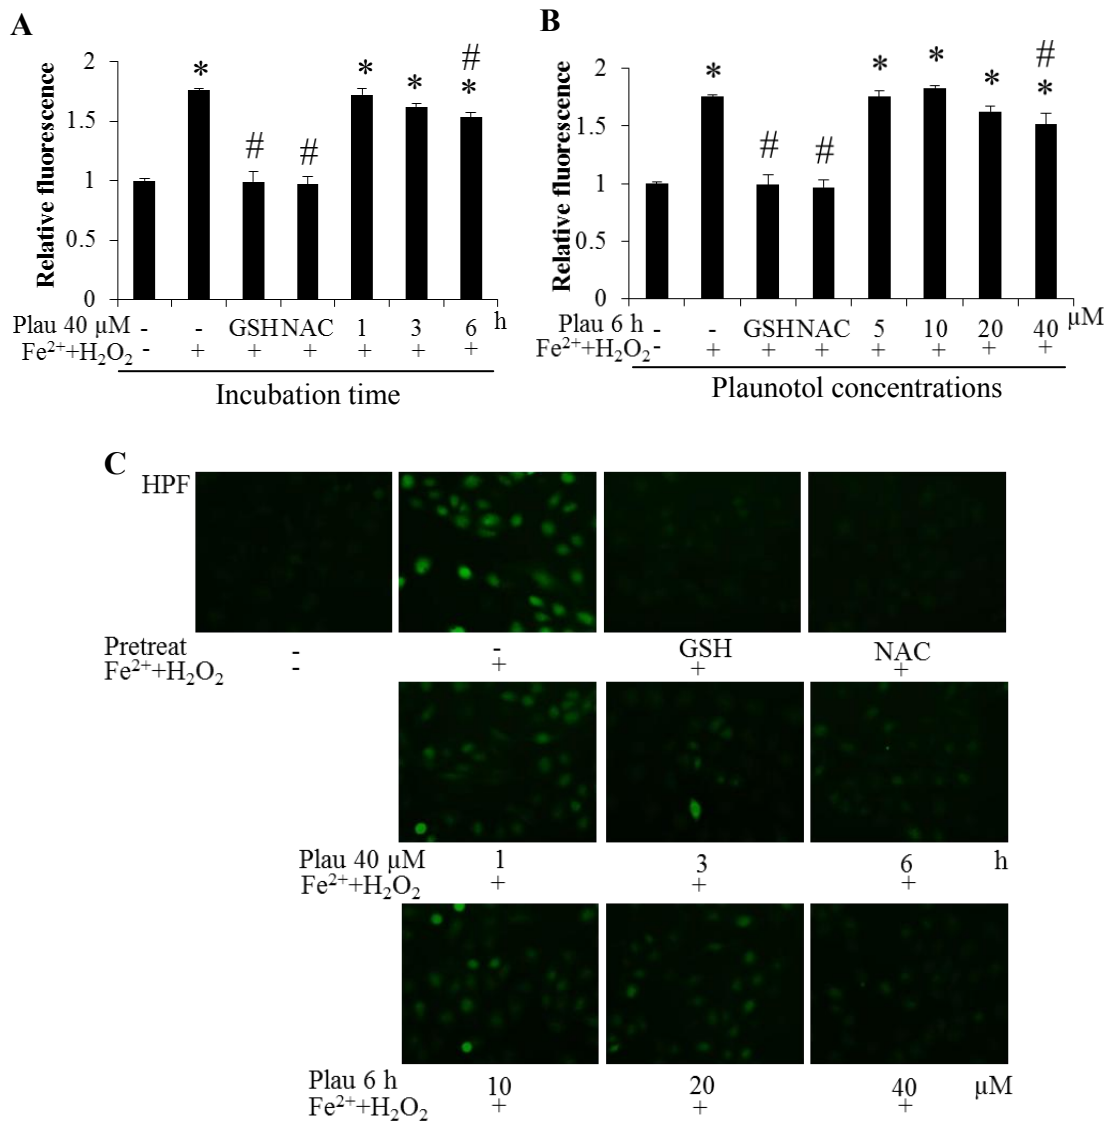 A
Relative fluorescence
2
1.5
1
0.5
0
* # # * * # *
Plau 40 µM - - GSH NAC 1 3 6 h
Fe²⁺+H₂O₂ - + + + + + +
Incubation time
B
Relative fluorescence
2
1.5
1
0.5
0
* # # * * * # *
Plau 6 h - - GSH NAC 5 10 20 40 µM
Fe²⁺+H₂O₂ - + + + + + + +
Plaunotol concentrations
C
HPF
Pretreat - - GSH NAC
Fe²⁺+H₂O₂ - + + +
Plau 40 µM 1 3 6 h
Fe²⁺+H₂O₂ + + +
Plau 6 h 10 20 40 µM
Fe²⁺+H₂O₂ + + +